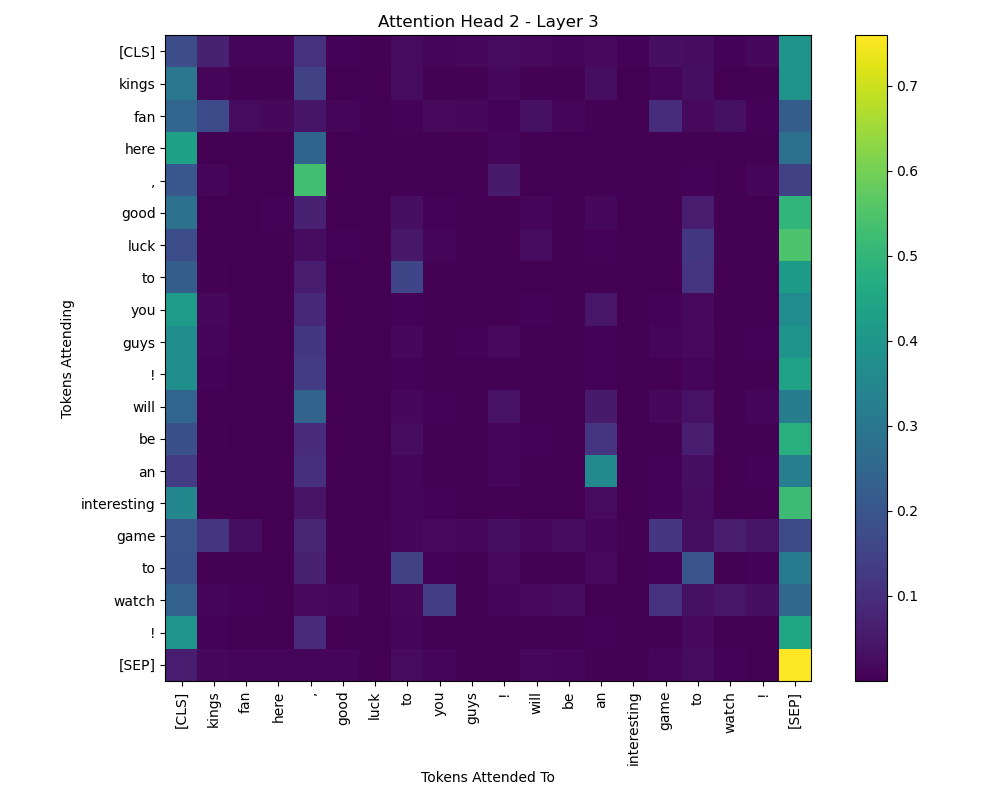 Attention Head 2 - Layer 3
Tokens Attending
[CLS]
kings
fan
here
,
good
luck
to
you
guys
!
will
be
an
interesting
game
to
watch
!
[SEP]
[CLS]
kings
fan
here
,
good
luck
to
you
guys
!
will
be
an
interesting
game
to
watch
!
[SEP]
Tokens Attended To
0.7
0.6
0.5
0.4
0.3
0.2
0.1